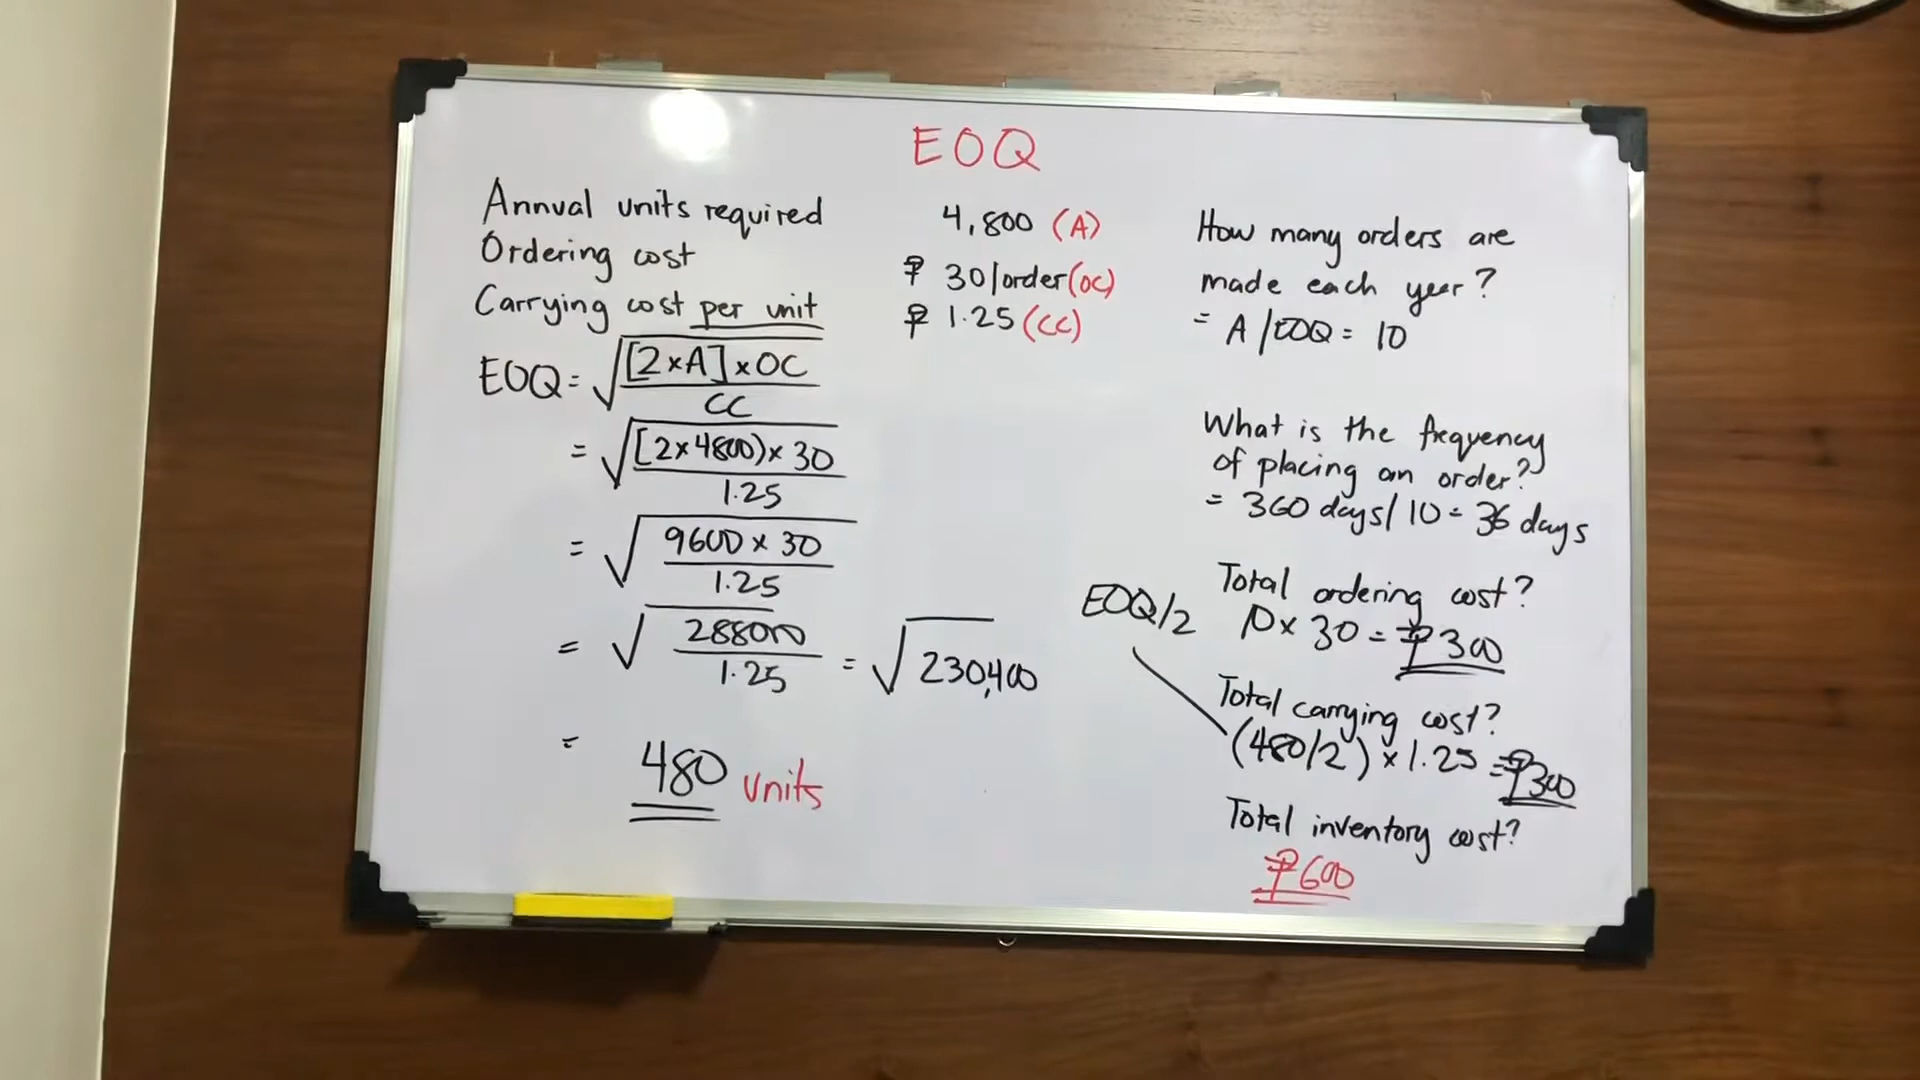 EOQ
Annual units required 4,800 (A)
Ordering cost ₱ 30/order (OC)
Carrying cost per unit ₱ 1.25 (CC)
EOQ = √[2×A]×OC
CC
= √[2×4800)×30
1.25
= √9600×30
1.25
= √288000
1.25
= √230,400
= 480 units
How many orders are
made each year?
= A/EOQ = 10
What is the frequency
of placing an order?
= 360 days/10 = 36 days
Total ordering cost?
10 × 30 = ₱300
Total carrying cost?
EOQ/2
(480/2) × 1.25 = ₱300
Total inventory cost?
₱600